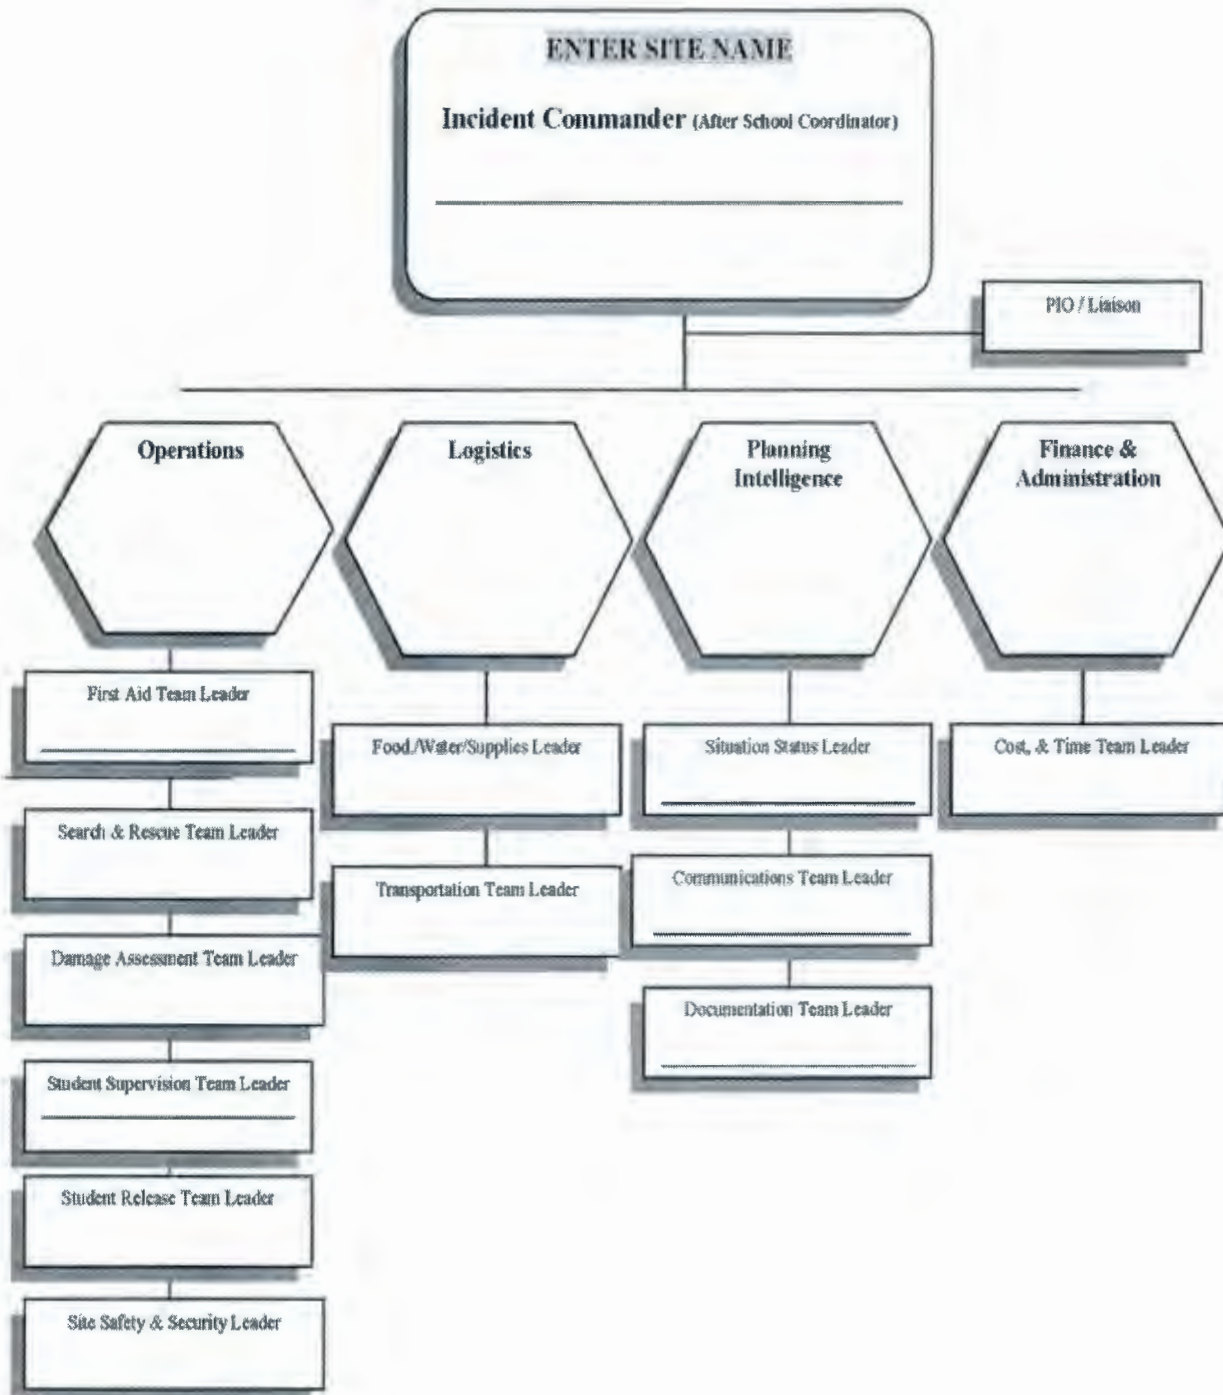 ENTER SITE NAME
Incident Commander (After School Coordinator)
PIO / Liaison
Operations
Logistics
Planning
Intelligence
Finance &
Administration
First Aid Team Leader
Search & Rescue Team Leader
Damage Assessment Team Leader
Student Supervision Team Leader
Student Release Team Leader
Site Safety & Security Leader
Food./Water/Supplies Leader
Transportation Team Leader
Situation Status Leader
Communications Team Leader
Documentation Team Leader
Cost, & Time Team Leader